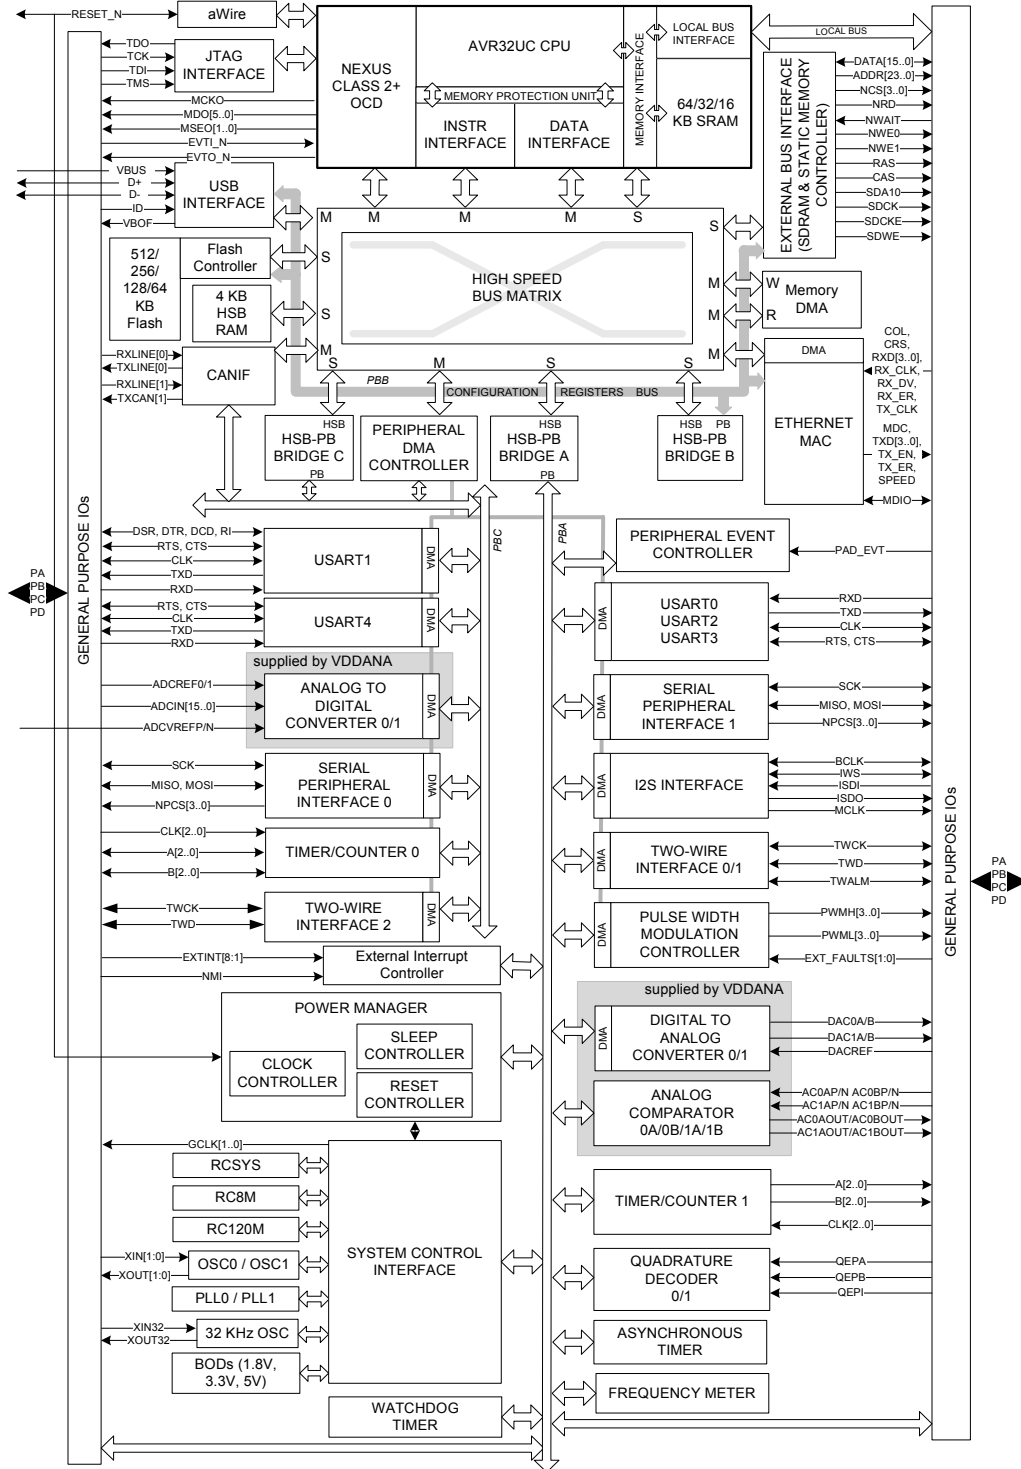 RESET_N
aWire
TDO
TCK
TDI
TMS
JTAG
INTERFACE
MCKO
MDO[5..0]
MSEO[1..0]
EVTI_N
EVTO_N
NEXUS
CLASS 2+
OCD
AVR32UC CPU
MEMORY PROTECTION UNIT
INSTR
INTERFACE
DATA
INTERFACE
MEMORY INTERFACE
LOCAL BUS
INTERFACE
64/32/16
KB SRAM
LOCAL BUS
EXTERNAL BUS INTERFACE
(SDRAM & STATIC MEMORY
CONTROLLER)
DATA[15..0]
ADDR[23..0]
NCS[3..0]
NRD
NWAIT
NWE0
NWE1
RAS
CAS
SDA10
SDCK
SDCKE
SDWE
VBUS
D+
D-
ID
VBOF
USB
INTERFACE
M
M
M
S
S
512/
256/
128/64
KB
Flash
Flash
Controller
S
4 KB
HSB
RAM
S
HIGH SPEED
BUS MATRIX
M
M
W
R
Memory
DMA
RXLINE[0]
TXLINE[0]
RXLINE[1]
TXCAN[1]
CANIF
M
M
S
M
S
S
PBB
CONFIGURATION REGISTERS BUS
DMA
ETHERNET
MAC
COL,
CRS,
RXD[3..0],
RX_CLK,
RX_DV,
RX_ER,
TX_CLK
MDC,
TXD[3..0],
TX_EN,
TX_ER,
SPEED
MDIO
HSB
HSB-PB
BRIDGE C
PB
PERIPHERAL
DMA
CONTROLLER
HSB
HSB-PB
BRIDGE A
PB
HSB PB
HSB-PB
BRIDGE B
PBC
PBA
GENERAL PURPOSE IOs
PA
PB
PC
PD
DSR, DTR, DCD, RI
RTS, CTS
CLK
TXD
RXD
USART1
DMA
RTS, CTS
CLK
TXD
RXD
USART4
DMA
supplied by VDDANA
ADCREF0/1
ADCIN[15..0]
ADCVREFP/N
ANALOG TO
DIGITAL
CONVERTER 0/1
DMA
SCK
MISO, MOSI
NPCS[3..0]
SERIAL
PERIPHERAL
INTERFACE 0
DMA
CLK[2..0]
A[2..0]
B[2..0]
TIMER/COUNTER 0
TWCK
TWD
TWO-WIRE
INTERFACE 2
DMA
EXTINT[8:1]
NMI
External Interrupt
Controller
POWER MANAGER
CLOCK
CONTROLLER
SLEEP
CONTROLLER
RESET
CONTROLLER
GCLK[1..0]
RCSYS
RC8M
RC120M
XIN[1:0]
XOUT[1:0]
OSC0 / OSC1
PLL0 / PLL1
XIN32
XOUT32
32 KHz OSC
BODs (1.8V,
3.3V, 5V)
SYSTEM CONTROL
INTERFACE
WATCHDOG
TIMER
PERIPHERAL EVENT
CONTROLLER
PAD_EVT
DMA
USART0
USART2
USART3
RXD
TXD
CLK
RTS, CTS
DMA
SERIAL
PERIPHERAL
INTERFACE 1
SCK
MISO, MOSI
NPCS[3..0]
DMA
I2S INTERFACE
BCLK
IWS
ISDI
ISDO
MCLK
DMA
TWO-WIRE
INTERFACE 0/1
TWCK
TWD
TWALM
DMA
PULSE WIDTH
MODULATION
CONTROLLER
PWMH[3..0]
PWML[3..0]
EXT_FAULTS[1:0]
supplied by VDDANA
DMA
DIGITAL TO
ANALOG
CONVERTER 0/1
DAC0A/B
DAC1A/B
DACREF
ANALOG
COMPARATOR
0A/0B/1A/1B
AC0AP/N AC0BP/N
AC1AP/N AC1BP/N
AC0AOUT/AC0BOUT
AC1AOUT/AC1BOUT
TIMER/COUNTER 1
A[2..0]
B[2..0]
CLK[2..0]
QUADRATURE
DECODER
0/1
QEPA
QEPB
QEPI
ASYNCHRONOUS
TIMER
FREQUENCY METER
GENERAL PURPOSE IOs
PA
PB
PC
PD